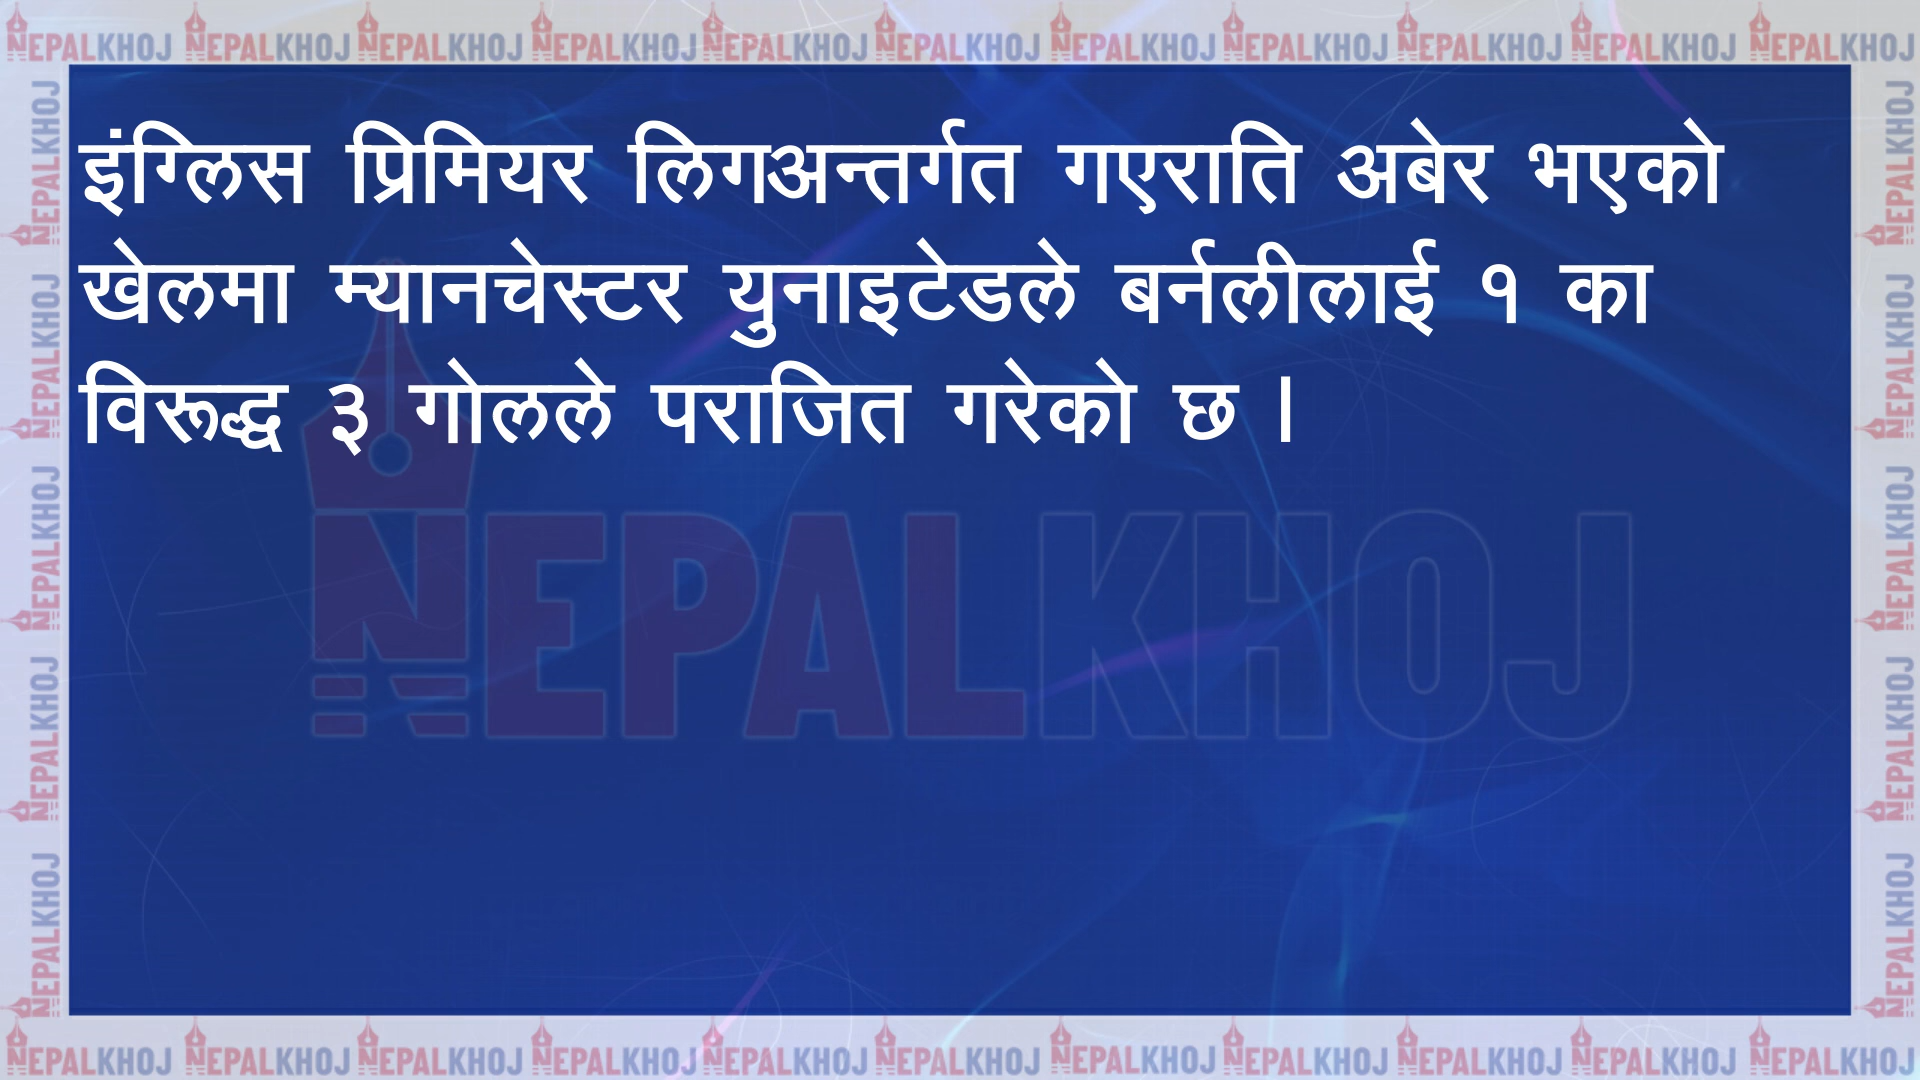 इंग्लिस प्रिमियर लिगअन्तर्गत गएराति अबेर भएको
खेलमा म्यानचेस्टर युनाइटेडले बर्नलीलाई १ का
विरूद्ध ३ गोलले पराजित गरेको छ ।
NEPALKHOJ